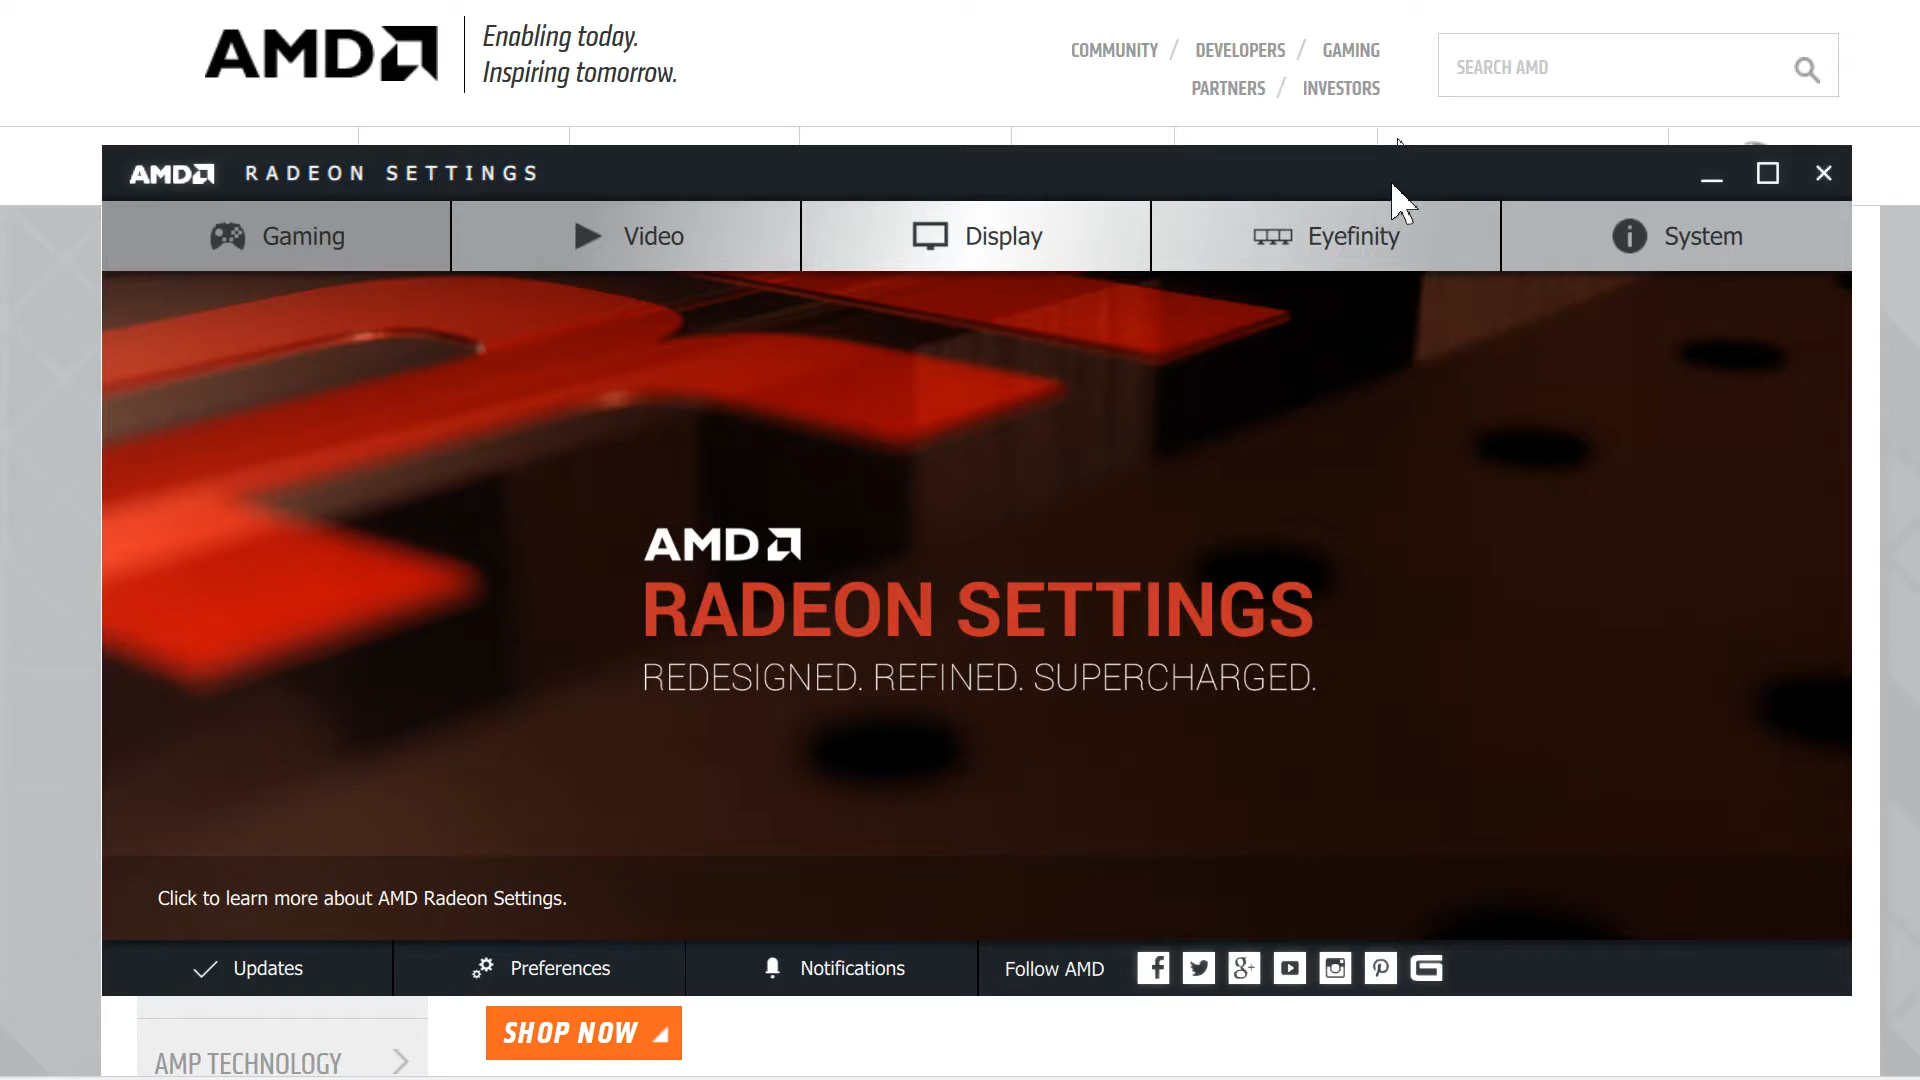 AMD
Enabling today.
Inspiring tomorrow.
COMMUNITY / DEVELOPERS / GAMING
PARTNERS / INVESTORS
SEARCH AMD
AMD RADEON SETTINGS
Gaming
Video
Display
Eyefinity
System
AMD
RADEON SETTINGS
REDESIGNED. REFINED. SUPERCHARGED.
Click to learn more about AMD Radeon Settings.
Updates
Preferences
Notifications
Follow AMD
SHOP NOW
AMP TECHNOLOGY